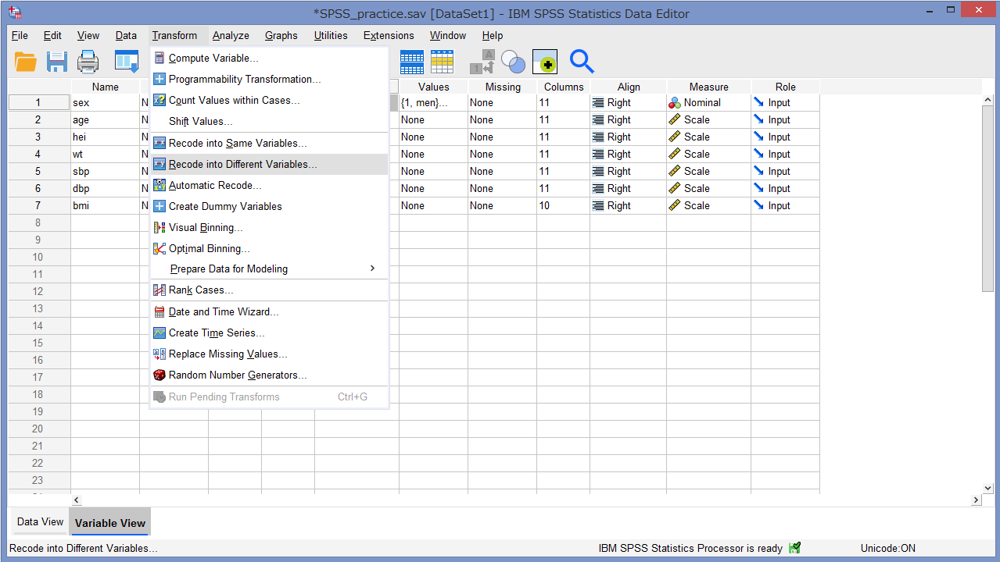 *SPSS_practice.sav [DataSet1] - IBM SPSS Statistics Data Editor
File Edit View Data Transform Analyze Graphs Utilities Extensions Window Help
Compute Variable...
Programmability Transformation...
Count Values within Cases...
Shift Values...
Recode into Same Variables...
Recode into Different Variables...
Automatic Recode...
Create Dummy Variables
Visual Binning...
Optimal Binning...
Prepare Data for Modeling
Rank Cases...
Date and Time Wizard...
Create Time Series...
Replace Missing Values...
Random Number Generators...
Run Pending Transforms Ctrl+G
Name Values Missing Columns Align Measure Role
1 sex N {1, men}... None 11 Right Nominal Input
2 age N None None 11 Right Scale Input
3 hei N None None 11 Right Scale Input
4 wt N None None 11 Right Scale Input
5 sbp N None None 11 Right Scale Input
6 dbp N None None 11 Right Scale Input
7 bmi N None None 10 Right Scale Input
8
9
10
11
12
13
14
15
16
17
18
19
20
21
22
23
Data View Variable View
Recode into Different Variables... IBM SPSS Statistics Processor is ready Unicode:ON